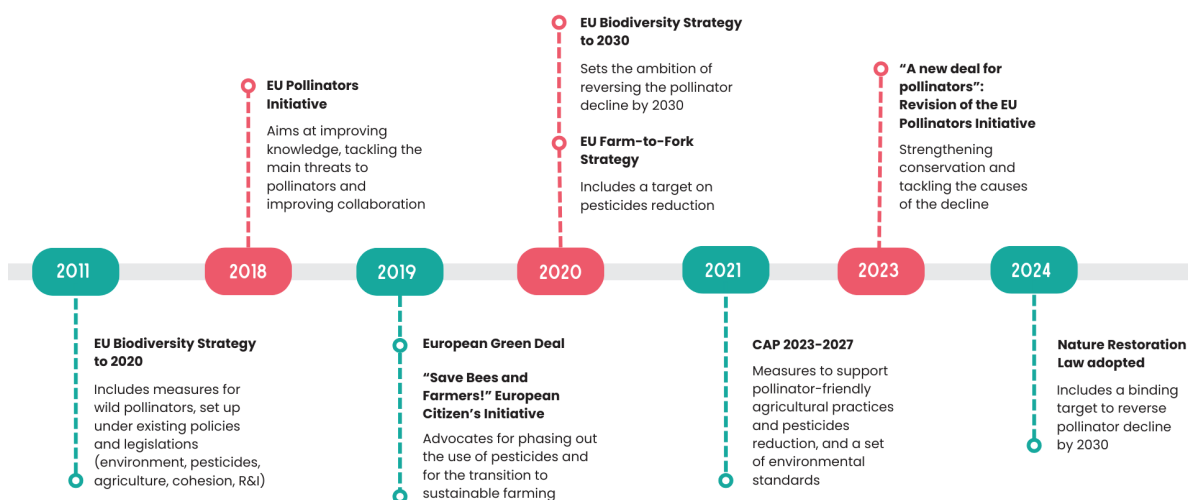 EU Biodiversity Strategy
to 2030
Sets the ambition of
reversing the pollinator
decline by 2030
EU Pollinators
Initiative
Aims at improving
knowledge, tackling the
main threats to
pollinators and
improving collaboration
EU Farm-to-Fork
Strategy
Includes a target on
pesticides reduction
“A new deal for
pollinators”:
Revision of the EU
Pollinators Initiative
Strengthening
conservation and
tackling the causes
of the decline
2011
2018
2019
2020
2021
2023
2024
EU Biodiversity Strategy
to 2020
Includes measures for
wild pollinators, set up
under existing policies
and legislations
(environment, pesticides,
agriculture, cohesion, R&I)
European Green Deal
“Save Bees and
Farmers!” European
Citizen’s Initiative
Advocates for phasing out
the use of pesticides and
for the transition to
sustainable farming
CAP 2023-2027
Measures to support
pollinator-friendly
agricultural practices
and pesticides
reduction, and a set
of environmental
standards
Nature Restoration
Law adopted
Includes a binding
target to reverse
pollinator decline
by 2030